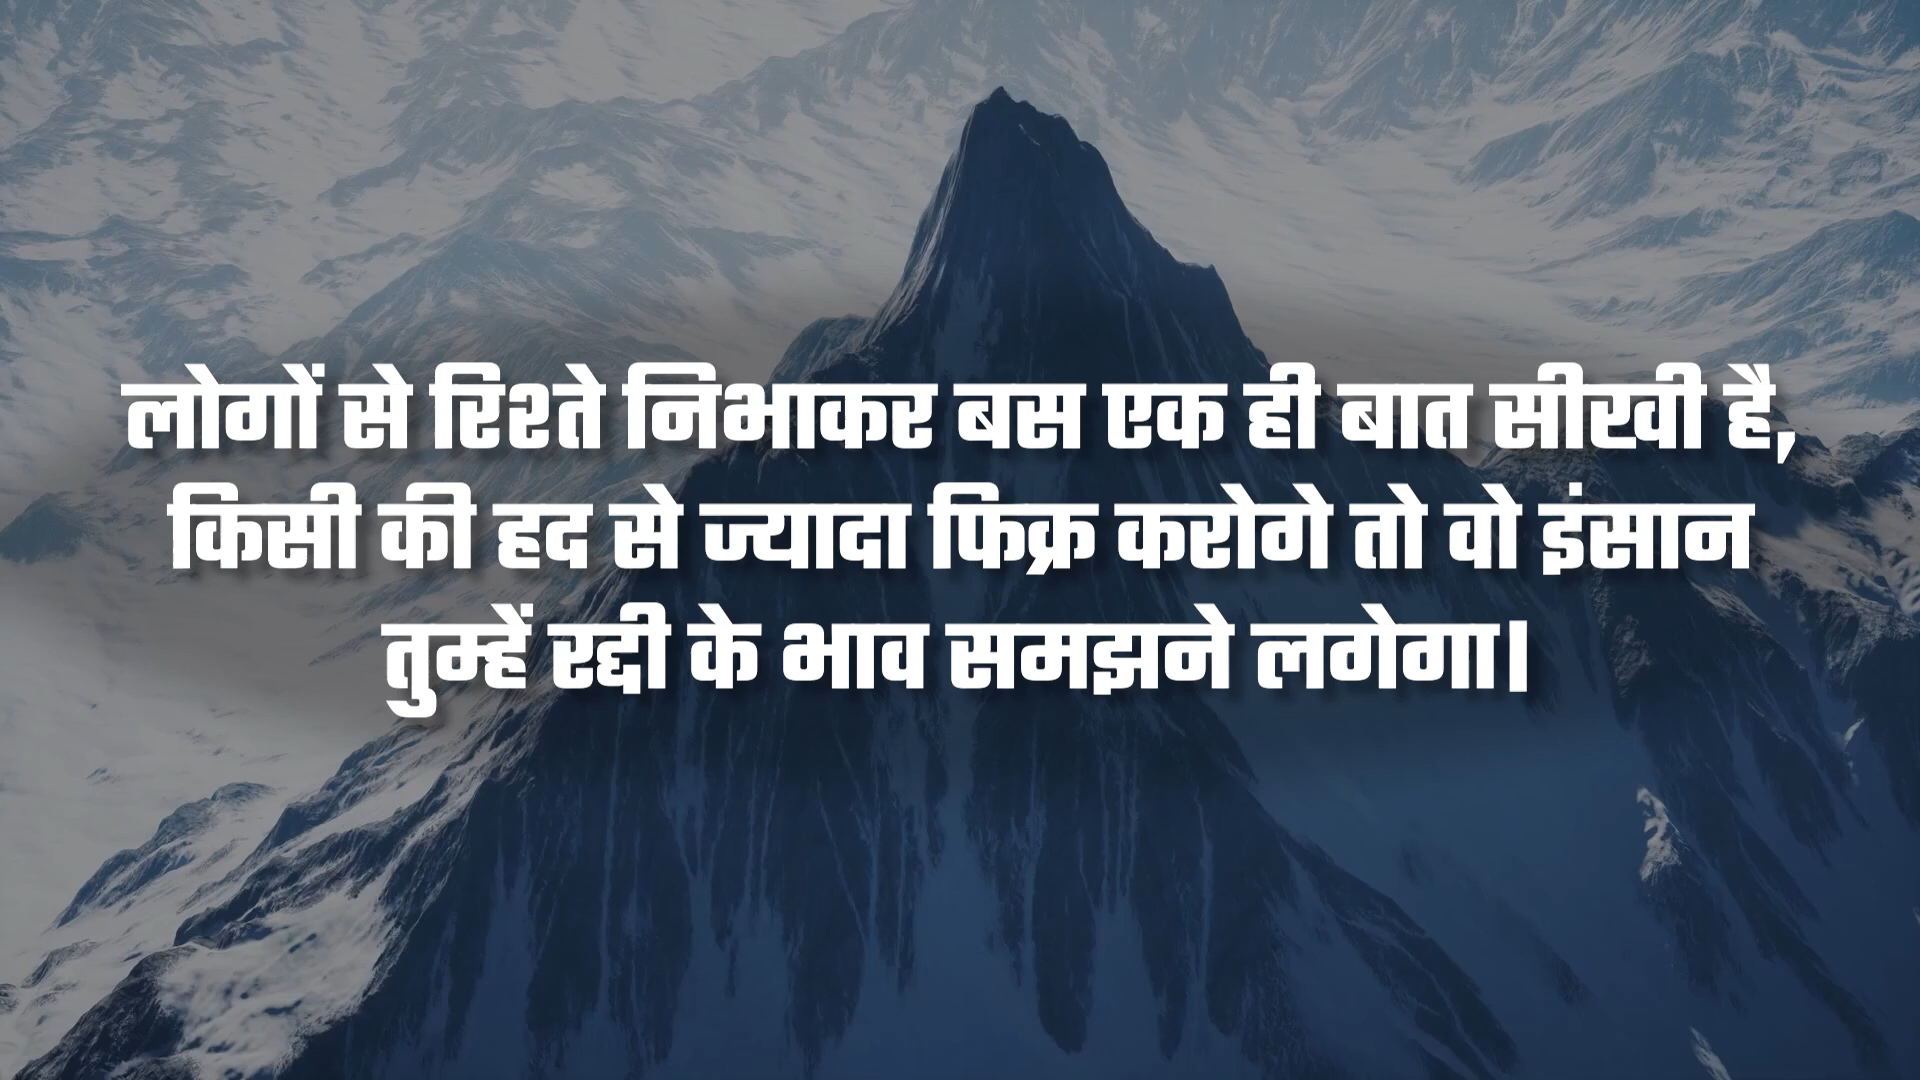 लोगों से रिश्ते निभाकर बस एक ही बात सीखी है,
किसी की हद से ज्यादा फिक्र करोगे तो वो इंसान
तुम्हें रद्दी के भाव समझने लगेगा।